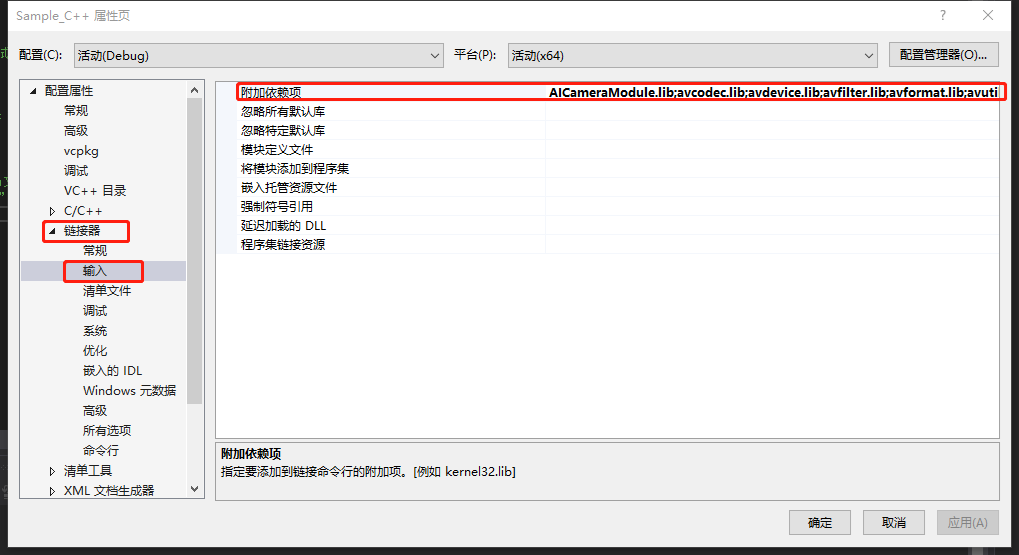 Sample_C++ 属性页
配置(C): 活动(Debug) 平台(P): 活动(x64) 配置管理器(O)...
配置属性
常规
高级
vcpkg
调试
VC++ 目录
C/C++
链接器
常规
输入
清单文件
调试
系统
优化
嵌入的 IDL
Windows 元数据
高级
所有选项
命令行
清单工具
XML 文档生成器
附加依赖项 AICameraModule.lib;avcodec.lib;avdevice.lib;avfilter.lib;avformat.lib;avuti
忽略所有默认库
忽略特定默认库
模块定义文件
将模块添加到程序集
嵌入托管资源文件
强制符号引用
延迟加载的 DLL
程序集链接资源
附加依赖项
指定要添加到链接命令行的附加项。[例如 kernel32.lib]
确定 取消 应用(A)